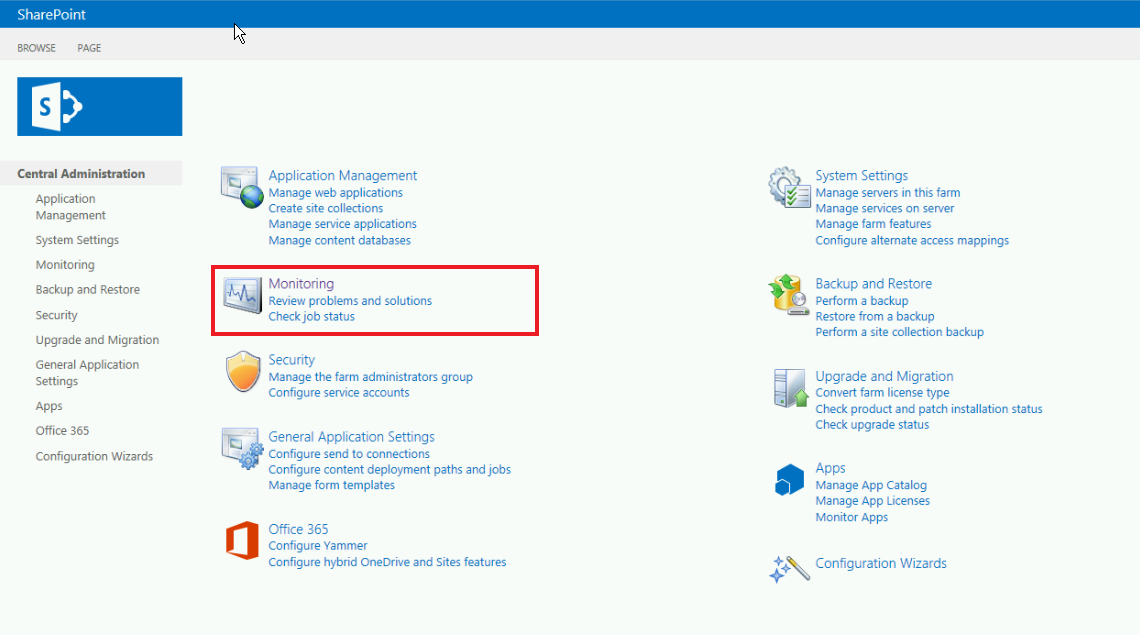 SharePoint
BROWSE PAGE
S
Central Administration
Application
Management
System Settings
Monitoring
Backup and Restore
Security
Upgrade and Migration
General Application
Settings
Apps
Office 365
Configuration Wizards
Application Management
Manage web applications
Create site collections
Manage service applications
Manage content databases
Monitoring
Review problems and solutions
Check job status
Security
Manage the farm administrators group
Configure service accounts
General Application Settings
Configure send to connections
Configure content deployment paths and jobs
Manage form templates
Office 365
Configure Yammer
Configure hybrid OneDrive and Sites features
System Settings
Manage servers in this farm
Manage services on server
Manage farm features
Configure alternate access mappings
Backup and Restore
Perform a backup
Restore from a backup
Perform a site collection backup
Upgrade and Migration
Convert farm license type
Check product and patch installation status
Check upgrade status
Apps
Manage App Catalog
Manage App Licenses
Monitor Apps
Configuration Wizards